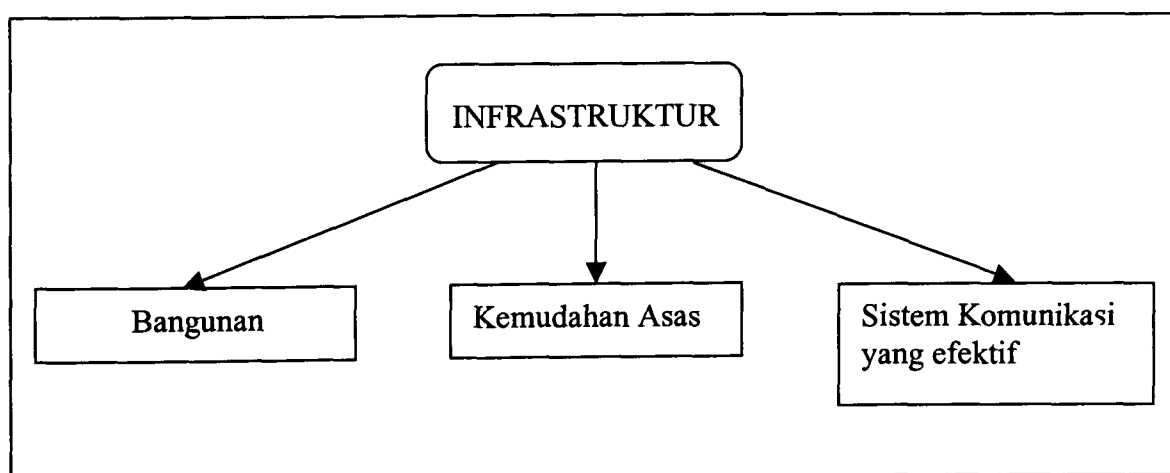 INFRASTRUKTUR
Bangunan
Kemudahan Asas
Sistem Komunikasi
yang efektif